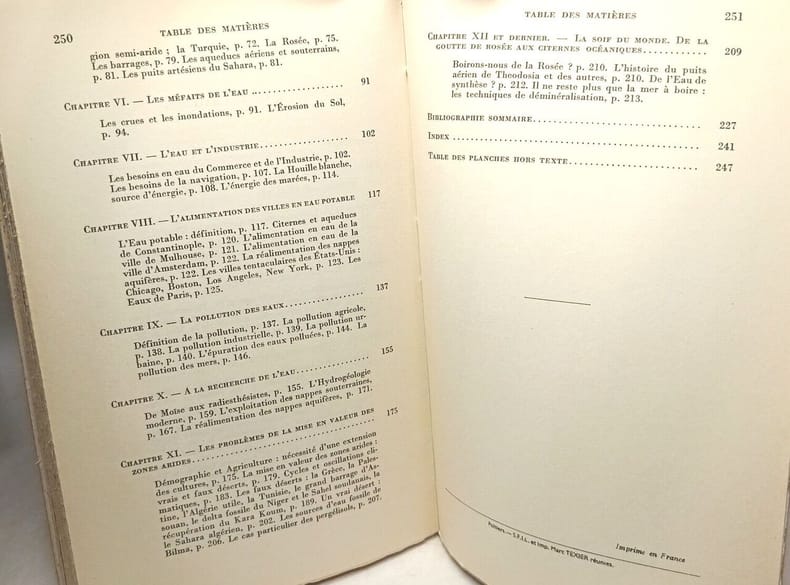 250
TABLE DES MATIÈRES
gion semi-aride ; la Turquie, p. 72. La Rosée, p. 75.
Les barrages, p. 79. Les aqueducs aériens et souterrains,
p. 81. Les puits artésiens du Sahara, p. 81.
CHAPITRE VI. — LES MÉFAITS DE L'EAU .................... 91
Les crues et les inondations, p. 91. L'Érosion du Sol,
p. 94.
CHAPITRE VII. — L'EAU ET L'INDUSTRIE .................... 102
Les besoins en eau du Commerce et de l'Industrie, p. 102.
Les besoins de la navigation, p. 107. La Houille blanche,
source d'énergie, p. 108. L'énergie des marées, p. 114.
CHAPITRE VIII. — L'ALIMENTATION DES VILLES EN EAU POTABLE 117
L'Eau potable : définition, p. 117. Citernes et aqueducs
de Constantinople, p. 120. L'alimentation en eau de la
ville de Mulhouse, p. 121. L'alimentation en eau de la
ville d'Amsterdam, p. 122. La réalimentation des nappes
aquifères, p. 122. Les villes tentaculaires des États-Unis :
Chicago, Boston, Los Angeles, New York, p. 123. Les
Eaux de Paris, p. 125.
CHAPITRE IX. — LA POLLUTION DES EAUX .................... 137
Définition de la pollution, p. 137. La pollution agricole,
p. 138. La pollution industrielle, p. 139. La pollution ur-
baine, p. 140. L'épuration des eaux polluées, p. 144. La
pollution des mers, p. 146.
CHAPITRE X. — A LA RECHERCHE DE L'EAU .................... 155
De Moïse aux radiesthésistes, p. 155. L'Hydrogéologie
moderne, p. 159. L'exploitation des nappes souterraines,
p. 167. La réalimentation des nappes aquifères, p. 171.
CHAPITRE XI. — LES PROBLÈMES DE LA MISE EN VALEUR DES
ZONES ARIDES .................... 175
Démographie et Agriculture : nécessité d'une extension
des cultures, p. 175. La mise en valeur des zones arides :
vrais et faux déserts, p. 179. Cycles et oscillations cli-
matiques, p. 183. Les faux déserts : la Grèce, la Pales-
tine, l'Algérie utile, la Tunisie, le grand barrage d'As-
souan, le delta fossile du Niger et le Sahel soudanais, la
récupération du Kara Koum, p. 189. Un vrai désert :
le Sahara algérien, p. 202. Les sources d'eau fossile de
Bilma, p. 206. Le cas particulier des pergélisols, p. 207.
TABLE DES MATIÈRES
251
CHAPITRE XII ET DERNIER. — LA SOIF DU MONDE. DE LA
GOUTTE DE ROSÉE AUX CITERNES OCÉANIQUES ............ 209
Boirons-nous de la Rosée ? p. 210. L'histoire du puits
aérien de Theodosia et des autres, p. 210. De l'Eau de
synthèse ? p. 212. Il ne reste plus que la mer à boire :
les techniques de déminéralisation, p. 213.
BIBLIOGRAPHIE SOMMAIRE .................... 227
INDEX .................... 241
TABLE DES PLANCHES HORS TEXTE .................... 247
Imprimé en France
Poitiers. — S.F.I.L. et Imp. Marc TEXIER réunies.